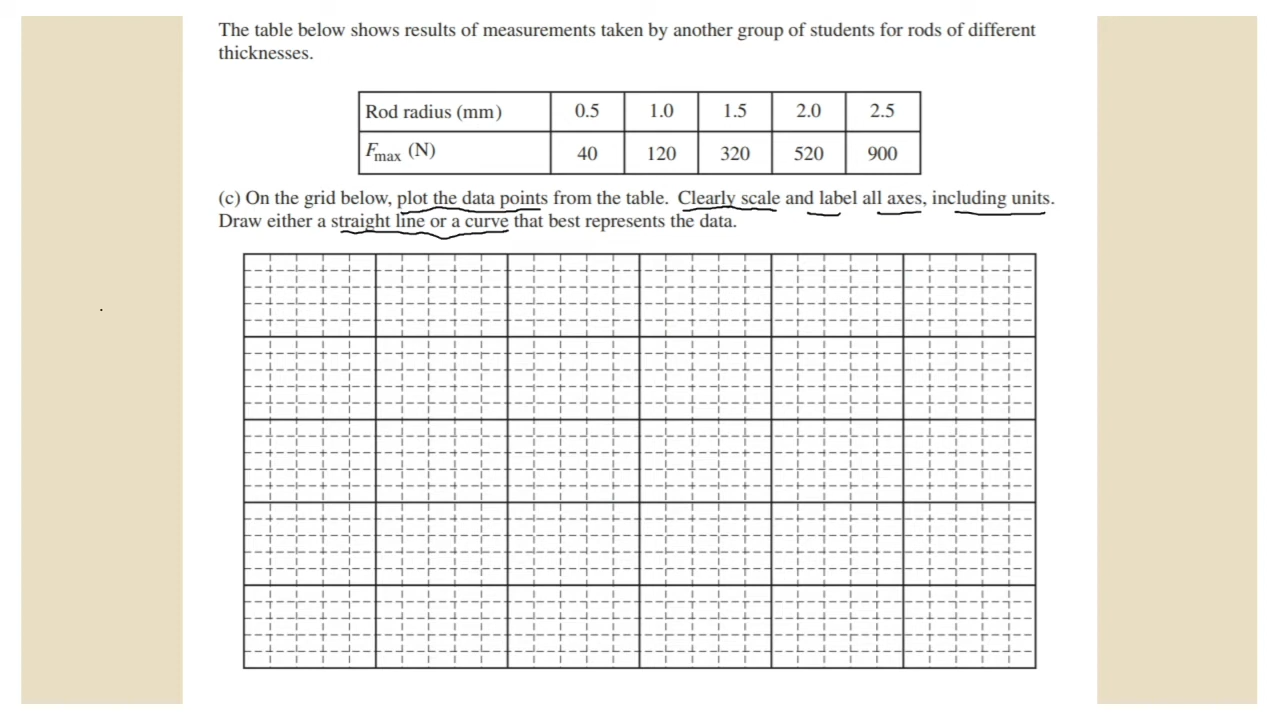 The table below shows results of measurements taken by another group of students for rods of different
thicknesses.
Rod radius (mm) 0.5 1.0 1.5 2.0 2.5
Fmax (N) 40 120 320 520 900
(c) On the grid below, plot the data points from the table. Clearly scale and label all axes, including units.
Draw either a straight line or a curve that best represents the data.